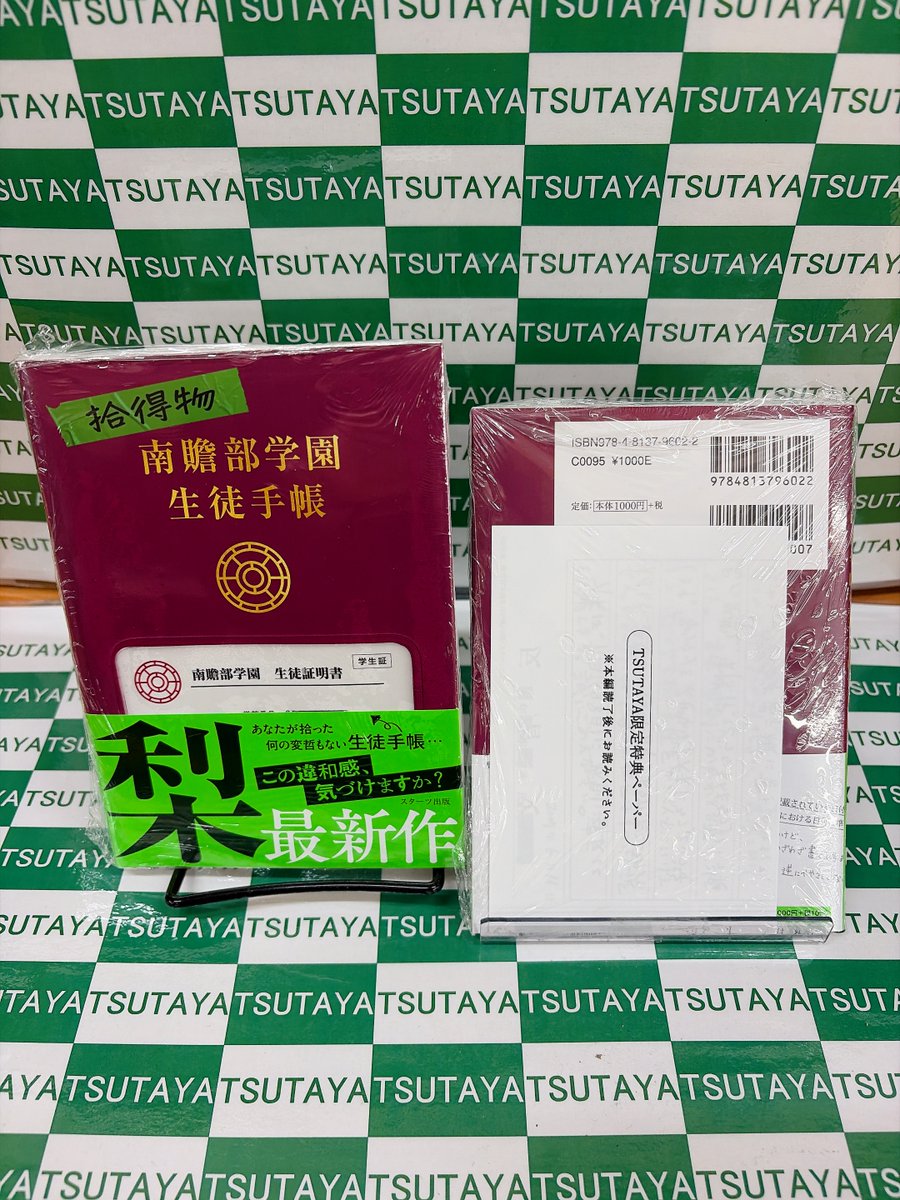 TSUTAYA
拾得物
南贍部学園
生徒手帳
南贍部学園 生徒証明書
学生証
梨
あなたが拾った
何の変哲もない生徒手帳…
この違和感、
気づけますか?
スターツ出版
最新作
ISBN978-4-8137-9602-2
C0095 ¥1000E
9784813796022
定価:本体1000円+税
007
TSUTAYA限定特典ペーパー
※本編読了後にお読みください。